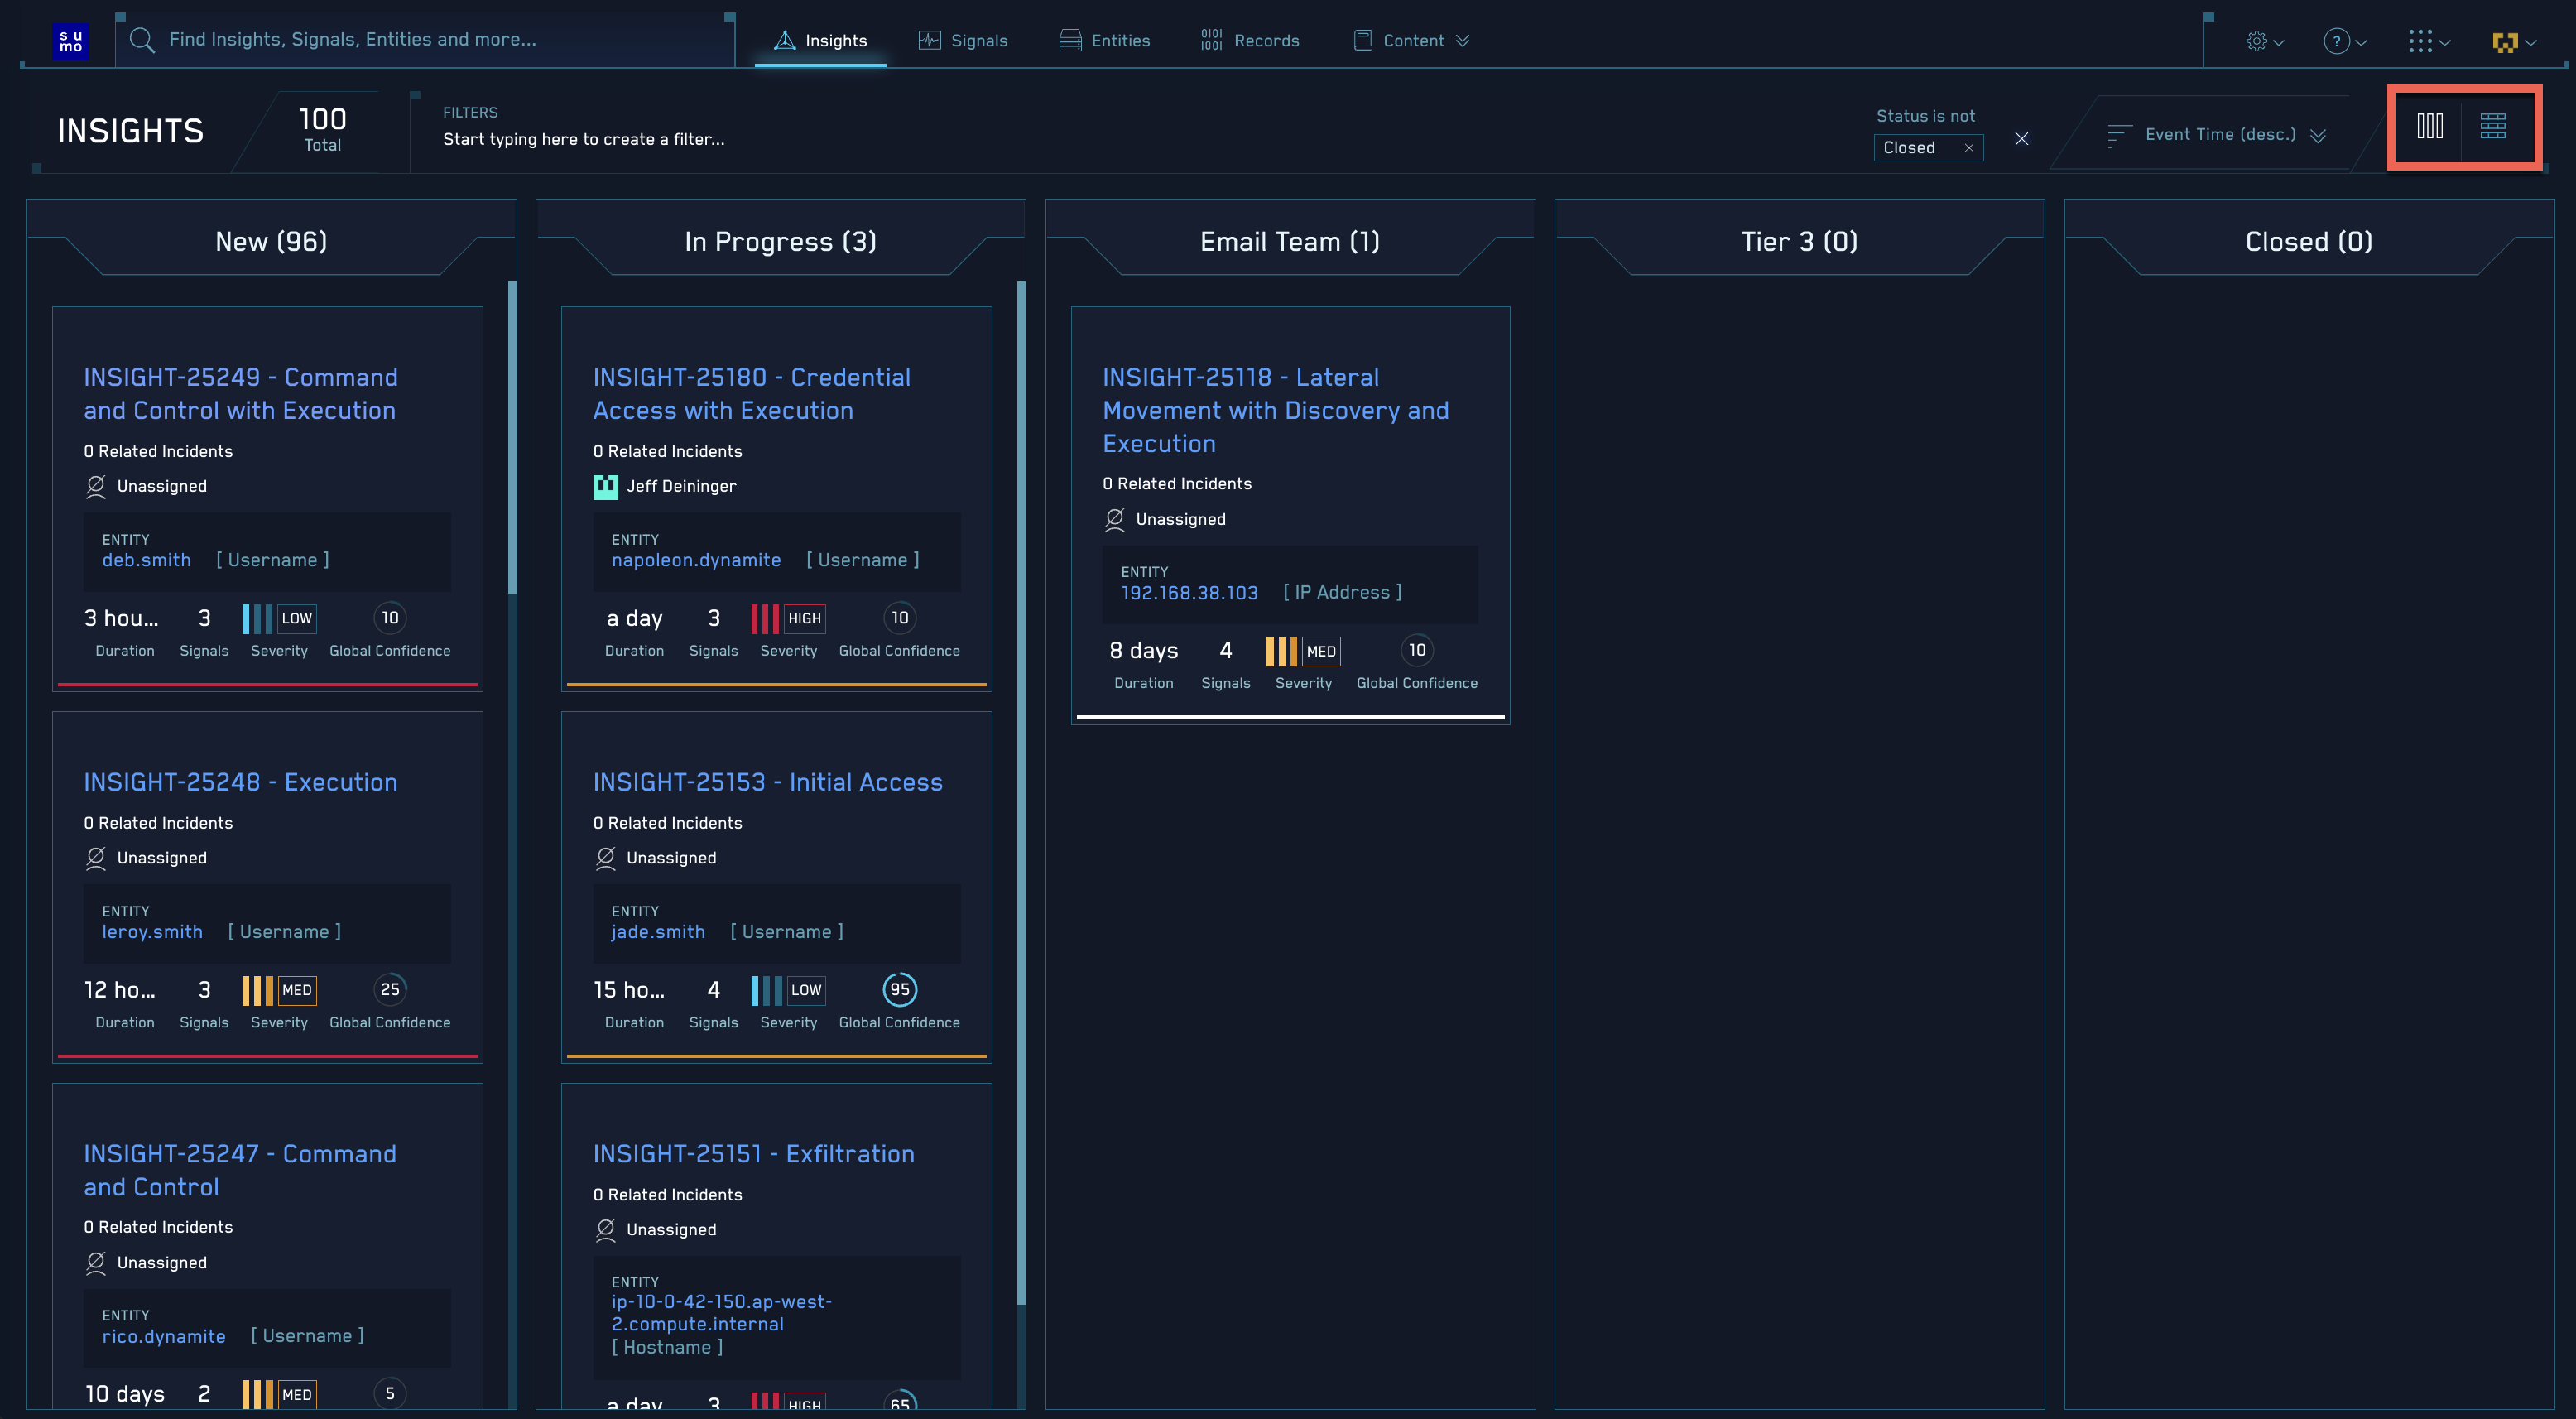 su
mo
Find Insights, Signals, Entities and more...
Insights
Signals
Entities
Records
Content
INSIGHTS
100
Total
FILTERS
Start typing here to create a filter...
Status is not
Closed
Event Time (desc.)
New (96)
INSIGHT-25249 - Command
and Control with Execution
0 Related Incidents
Unassigned
ENTITY
deb.smith [ Username ]
3 hou... 3 LOW 10
Duration Signals Severity Global Confidence
INSIGHT-25248 - Execution
0 Related Incidents
Unassigned
ENTITY
leroy.smith [ Username ]
12 ho... 3 MED 25
Duration Signals Severity Global Confidence
INSIGHT-25247 - Command
and Control
0 Related Incidents
Unassigned
ENTITY
rico.dynamite [ Username ]
10 days 2 MED 5
In Progress (3)
INSIGHT-25180 - Credential
Access with Execution
0 Related Incidents
Jeff Deininger
ENTITY
napoleon.dynamite [ Username ]
a day 3 HIGH 10
Duration Signals Severity Global Confidence
INSIGHT-25153 - Initial Access
0 Related Incidents
Unassigned
ENTITY
jade.smith [ Username ]
15 ho... 4 LOW 95
Duration Signals Severity Global Confidence
INSIGHT-25151 - Exfiltration
0 Related Incidents
Unassigned
ENTITY
ip-10-0-42-150.ap-west-
2.compute.internal
[ Hostname ]
a day 3 HIGH 65
Email Team (1)
INSIGHT-25118 - Lateral
Movement with Discovery and
Execution
0 Related Incidents
Unassigned
ENTITY
192.168.38.103 [ IP Address ]
8 days 4 MED 10
Duration Signals Severity Global Confidence
Tier 3 (0)
Closed (0)